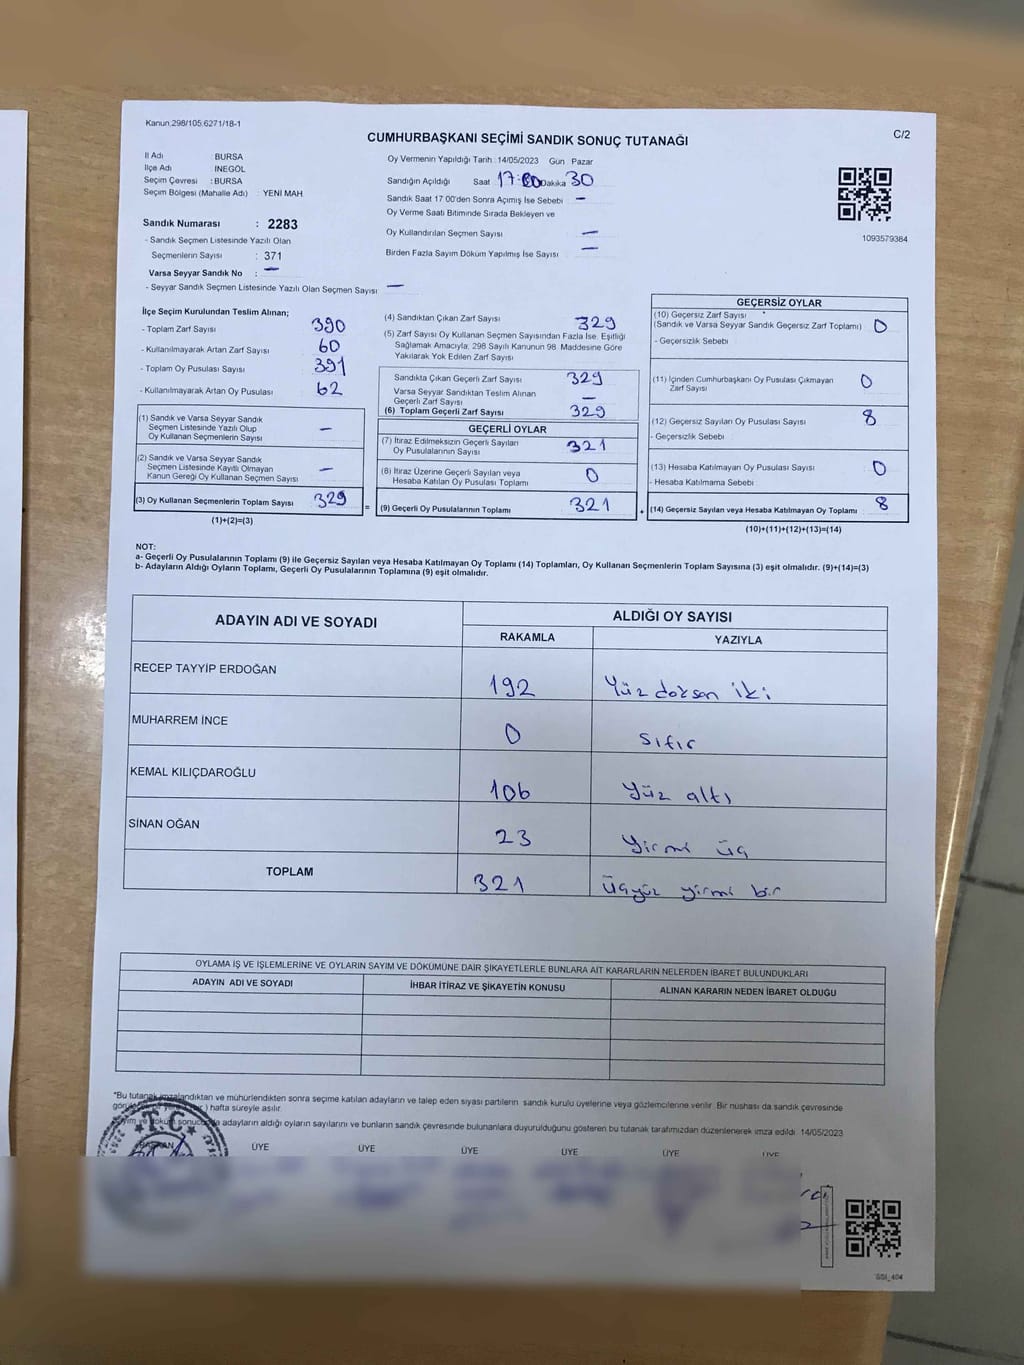 Kanun 298/105.6271/18-1
CUMHURBAŞKANI SEÇİMİ SANDIK SONUÇ TUTANAĞI
C/2
İl Adı BURSA
İlçe Adı İNEGÖL
Seçim Çevresi : BURSA
Seçim Bölgesi (Mahalle Adı) : YENİ MAH.
Oy Vermenin Yapıldığı Tarih : 14/05/2023 Gün Pazar
Sandığın Açıldığı Saat 17: Dakika 30
Sandık Saat 17.00'den Sonra Açımış İse Sebebi –
Oy Verme Saati Bitiminde Sırada Bekleyen ve
Oy Kullandırılan Seçmen Sayısı –
Birden Fazla Sayım Döküm Yapılmış İse Sayısı –
1093579384
Sandık Numarası : 2283
- Sandık Seçmen Listesinde Yazılı Olan
Seçmenlerin Sayısı : 371
Varsa Seyyar Sandık No : –
- Seyyar Sandık Seçmen Listesinde Yazılı Olan Seçmen Sayısı –
İlçe Seçim Kurulundan Teslim Alınan;
- Toplam Zarf Sayısı 390
- Kullanılmayarak Artan Zarf Sayısı 60
- Toplam Oy Pusulası Sayısı 391
- Kullanılmayarak Artan Oy Pusulası 62
(1) Sandık ve Varsa Seyyar Sandık
Seçmen Listesinde Yazılı Olup
Oy Kullanan Seçmenlerin Sayısı –
(2) Sandık ve Varsa Seyyar Sandık
Seçmen Listesinde Kayıtlı Olmayan
Kanun Gereği Oy Kullanan Seçmen Sayısı –
(3) Oy Kullanan Seçmenlerin Toplam Sayısı 329
(1)+(2)=(3)
(4) Sandıktan Çıkan Zarf Sayısı 329
(5) Zarf Sayısı Oy Kullanan Seçmen Sayısından Fazla İse, Eşitliği
Sağlamak Amacıyla, 298 Sayılı Kanunun 98. Maddesine Göre
Yakılarak Yok Edilen Zarf Sayısı
Sandıkta Çıkan Geçerli Zarf Sayısı 329
Varsa Seyyar Sandıktan Teslim Alınan
Geçerli Zarf Sayısı –
(6) Toplam Geçerli Zarf Sayısı 329
GEÇERLİ OYLAR
(7) İtiraz Edilmeksizin Geçerli Sayılan
Oy Pusulalarının Sayısı 321
(8) İtiraz Üzerine Geçerli Sayılan veya
Hesaba Katılan Oy Pusulası Toplamı 0
= (9) Geçerli Oy Pusulalarının Toplamı 321
GEÇERSİZ OYLAR
(10) Geçersiz Zarf Sayısı
(Sandık ve Varsa Seyyar Sandık Geçersiz Zarf Toplamı) 0
- Geçersizlik Sebebi
(11) İçinden Cumhurbaşkanı Oy Pusulası Çıkmayan
Zarf Sayısı 0
(12) Geçersiz Sayılan Oy Pusulası Sayısı 8
- Geçersizlik Sebebi
(13) Hesaba Katılmayan Oy Pusulası Sayısı 0
- Hesaba Katılmama Sebebi
+ (14) Geçersiz Sayılan veya Hesaba Katılmayan Oy Toplamı 8
(10)+(11)+(12)+(13)=(14)
NOT:
a- Geçerli Oy Pusulalarının Toplamı (9) ile Geçersiz Sayılan veya Hesaba Katılmayan Oy Toplamı (14) Toplamları, Oy Kullanan Seçmenlerin Toplam Sayısına (3) eşit olmalıdır. (9)+(14)=(3)
b- Adayların Aldığı Oyların Toplamı, Geçerli Oy Pusulalarının Toplamına (9) eşit olmalıdır.
ADAYIN ADI VE SOYADI
ALDIĞI OY SAYISI
RAKAMLA YAZIYLA
RECEP TAYYİP ERDOĞAN 192 Yüz doksan iki
MUHARREM İNCE 0 Sıfır
KEMAL KILIÇDAROĞLU 106 Yüz altı
SİNAN OĞAN 23 Yirmi üç
TOPLAM 321 Üçyüz yirmi bir
OYLAMA İŞ VE İŞLEMLERİNE VE OYLARIN SAYIM VE DÖKÜMÜNE DAİR ŞİKAYETLERLE BUNLARA AİT KARARLARIN NELERDEN İBARET BULUNDUKLARI
ADAYIN ADI VE SOYADI İHBAR İTİRAZ VE ŞİKAYETİN KONUSU ALINAN KARARIN NEDEN İBARET OLDUĞU
"Bu tutanak imzalandıktan ve mühürlendikten sonra seçime katılan adayların ve talep eden siyasi partilerin sandık kurulu üyelerine veya gözlemcilerine verilir. Bir nushası da sandık çevresinde
hafta süreyle asılır.
sonucunda adayların aldığı oyların sayılarını ve bunların sandık çevresinde bulunanlara duyurulduğunu gösteren bu tutanak tarafımızdan düzenlenerek imza edildi. 14/05/2023
T.C.
BAŞKAN ÜYE ÜYE ÜYE ÜYE ÜYE ÜYE
SSI_404